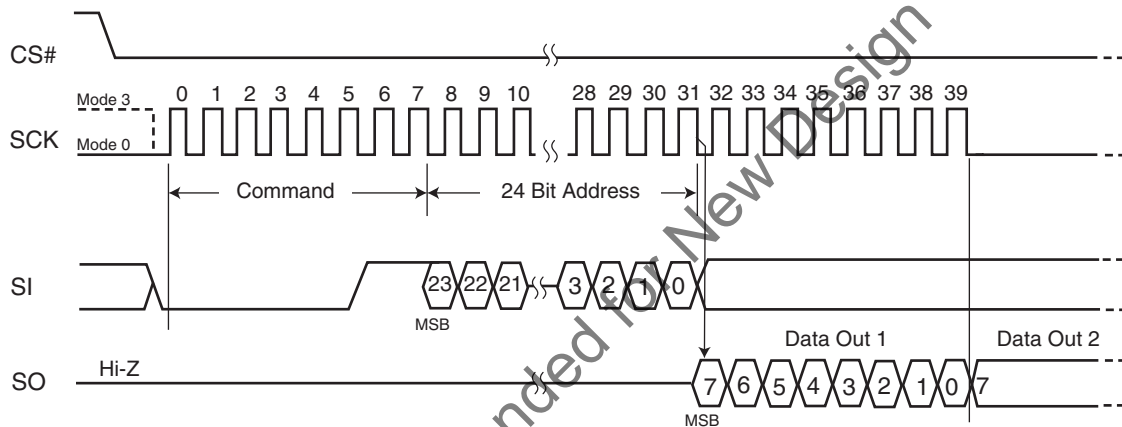 CS#
Mode 3
SCK
Mode 0
0 1 2 3 4 5 6 7 8 9 10 28 29 30 31 32 33 34 35 36 37 38 39
Command
24 Bit Address
SI
23 22 21 3 2 1 0
MSB
Data Out 1
Data Out 2
SO
Hi-Z
7 6 5 4 3 2 1 0 7
MSB
nded for New Design